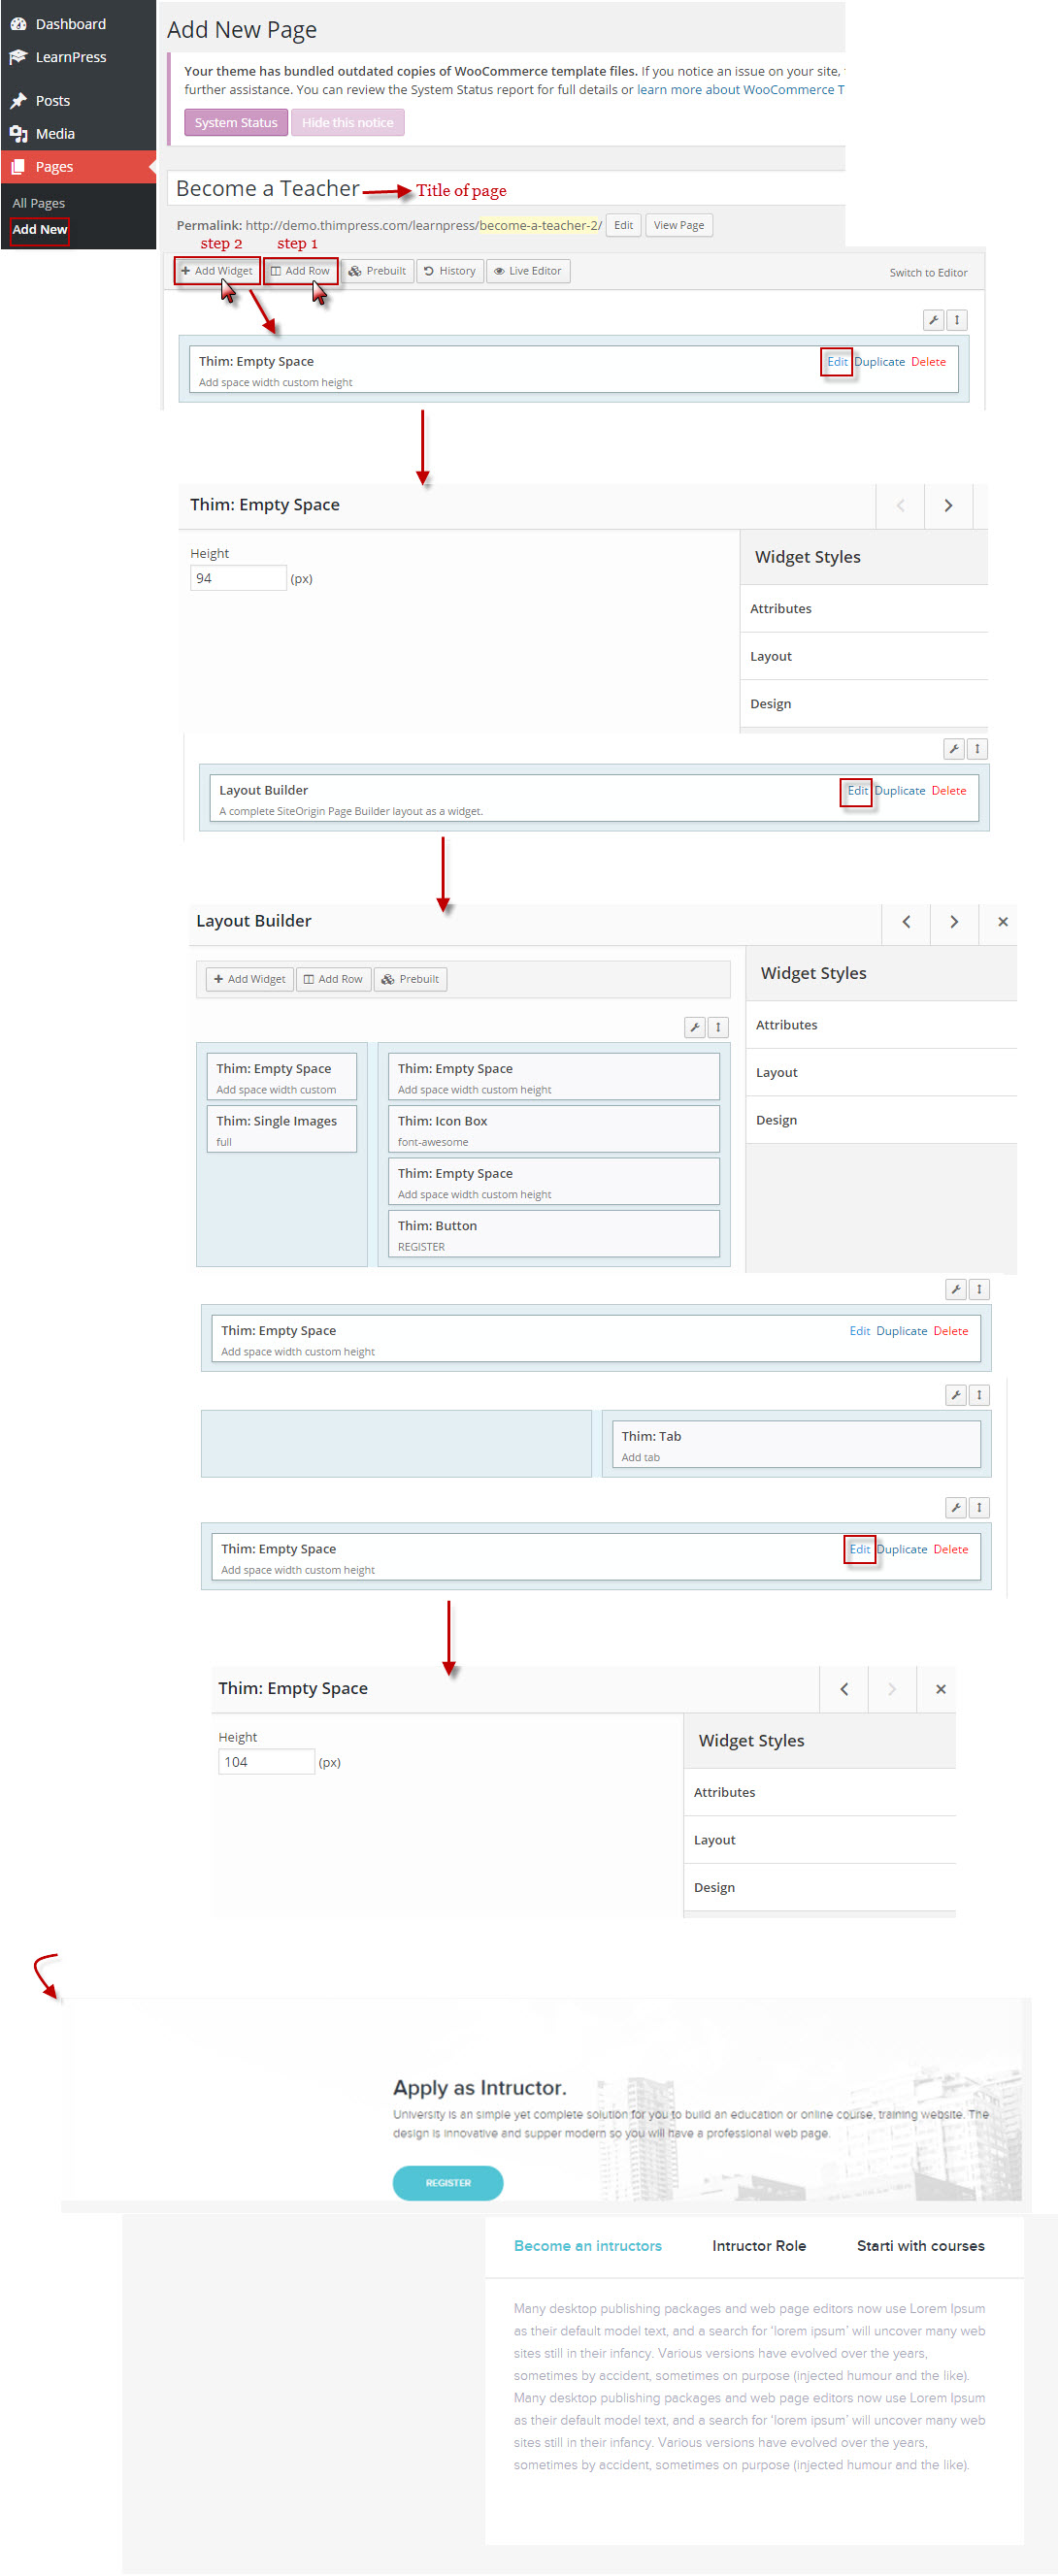 Dashboard
LearnPress
Posts
Media
Pages
All Pages
Add New
Add New Page
Your theme has bundled outdated copies of WooCommerce template files. If you notice an issue on your site,
further assistance. You can review the System Status report for full details or learn more about WooCommerce T
System Status Hide this notice
Become a Teacher Title of page
Permalink: http://demo.thimpress.com/learnpress/become-a-teacher-2/ Edit View Page
step 2 step 1
Add Widget Add Row Prebuilt History Live Editor Switch to Editor
Thim: Empty Space Edit Duplicate Delete
Add space width custom height
Thim: Empty Space
Height
94 (px)
Widget Styles
Attributes
Layout
Design
Layout Builder Edit Duplicate Delete
A complete SiteOrigin Page Builder layout as a widget.
Layout Builder
Add Widget Add Row Prebuilt
Thim: Empty Space
Add space width custom
Thim: Single Images
full
Thim: Empty Space
Add space width custom height
Thim: Icon Box
font-awesome
Thim: Empty Space
Add space width custom height
Thim: Button
REGISTER
Widget Styles
Attributes
Layout
Design
Thim: Empty Space Edit Duplicate Delete
Add space width custom height
Thim: Tab
Add tab
Thim: Empty Space Edit Duplicate Delete
Add space width custom height
Thim: Empty Space
Height
104 (px)
Widget Styles
Attributes
Layout
Design
Apply as Intructor.
University is an simple yet complete solution for you to build an education or online course, training website. The
design is innovative and supper modern so you will have a professional web page.
REGISTER
Become an intructors Intructor Role Starti with courses
Many desktop publishing packages and web page editors now use Lorem Ipsum
as their default model text, and a search for ‘lorem ipsum’ will uncover many web
sites still in their infancy. Various versions have evolved over the years,
sometimes by accident, sometimes on purpose (injected humour and the like).
Many desktop publishing packages and web page editors now use Lorem Ipsum
as their default model text, and a search for ‘lorem ipsum’ will uncover many web
sites still in their infancy. Various versions have evolved over the years,
sometimes by accident, sometimes on purpose (injected humour and the like).